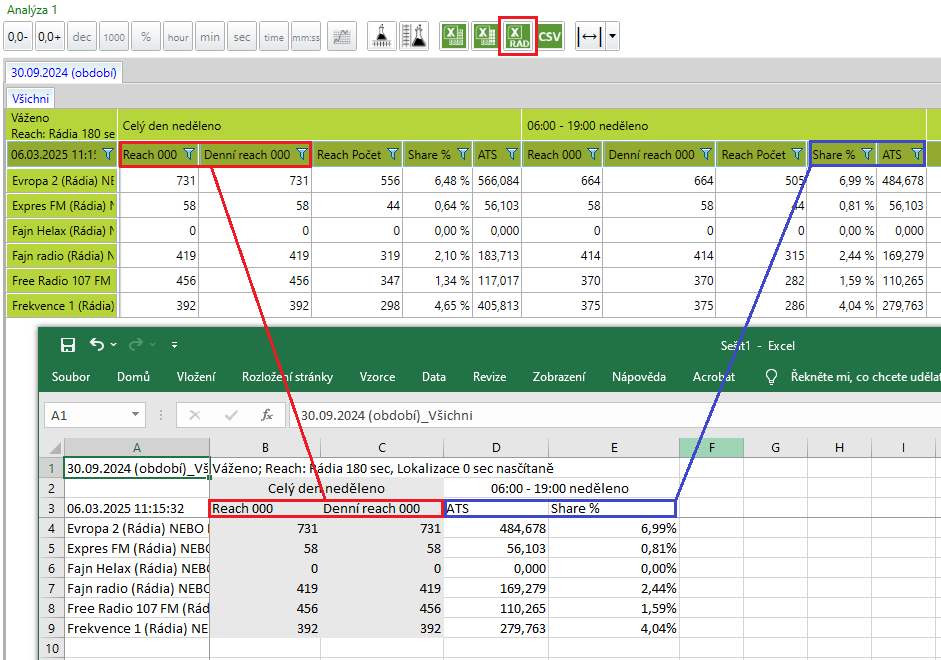 Analýza 1
0,0- 0,0+ dec 1000 % hour min sec time mm:ss RAD CSV
30.09.2024 (období)
Všichni
Váženo
Reach: Rádia 180 se
Celý den neděleno 06:00 - 19:00 neděleno
06.03.2025 11:1 Reach 000 Denní reach 000 Reach Počet Share % ATS Reach 000 Denní reach 000 Reach Počet Share % ATS
Evropa 2 (Rádia) NE 731 731 556 6,48 % 566,084 664 664 505 6,99 % 484,678
Expres FM (Rádia) N 58 58 44 0,64 % 56,103 58 58 44 0,81 % 56,103
Fajn Helax (Rádia) N 0 0 0 0,00 % 0,000 0 0 0 0,00 % 0,000
Fajn radio (Rádia) N 419 419 319 2,10 % 183,713 414 414 315 2,44 % 169,279
Free Radio 107 FM 456 456 347 1,34 % 117,017 370 370 282 1,59 % 110,265
Frekvence 1 (Rádia) 392 392 298 4,65 % 405,813 375 375 286 4,04 % 279,763
Sešit1 - Excel
Soubor Domů Vložení Rozložení stránky Vzorce Data Revize Zobrazení Nápověda Acrobat Řekněte mi, co chcete udělat
A1 fx 30.09.2024 (období)_Všichni
A B C D E F G H I
1 30.09.2024 (období)_Vš Váženo; Reach: Rádia 180 sec, Lokalizace 0 sec nasčítaně
2 Celý den neděleno 06:00 - 19:00 neděleno
3 06.03.2025 11:15:32 Reach 000 Denní reach 000 ATS Share %
4 Evropa 2 (Rádia) NEBO 731 731 484,678 6,99%
5 Expres FM (Rádia) NEBO 58 58 56,103 0,81%
6 Fajn Helax (Rádia) NEBO 0 0 0,000 0,00%
7 Fajn radio (Rádia) NEBO 419 419 169,279 2,44%
8 Free Radio 107 FM (Rád 456 456 110,265 1,59%
9 Frekvence 1 (Rádia) NE 392 392 279,763 4,04%
10